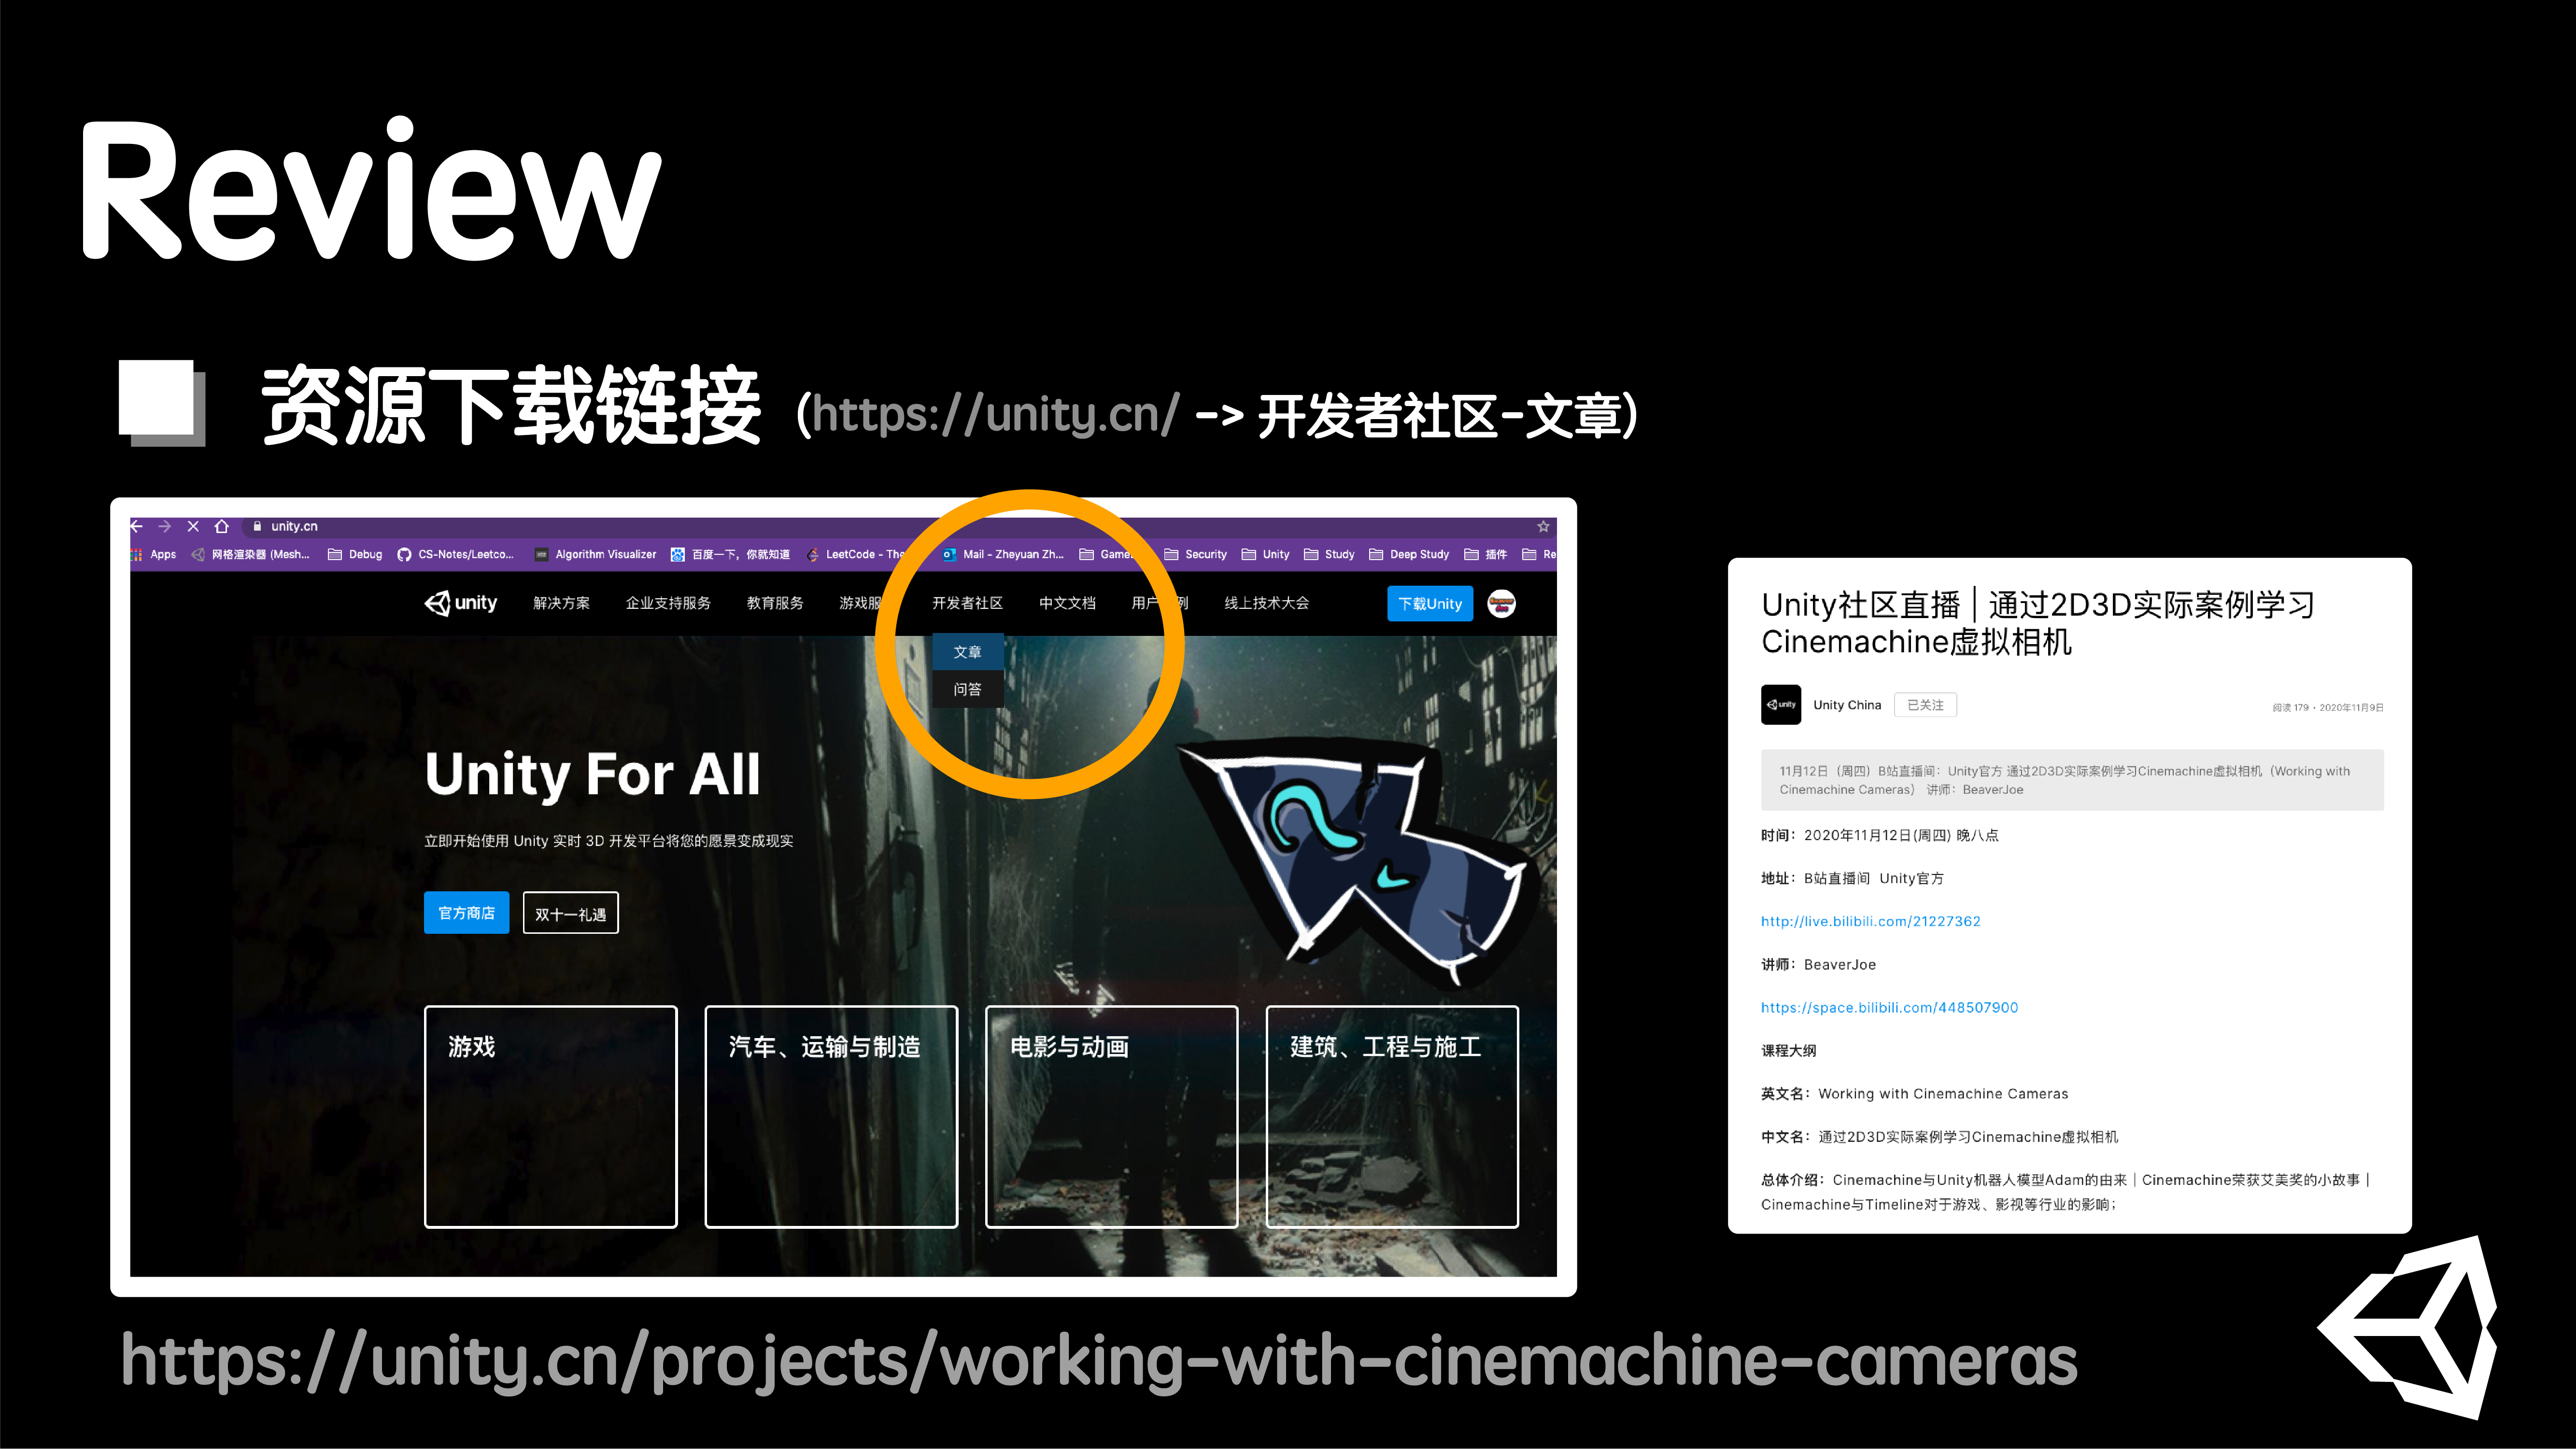 Review
资源下载链接 (https://unity.cn/ -> 开发者社区-文章)
unity.cn
Apps 网格渲染器 (Mesh... Debug CS-Notes/Leetco... Algorithm Visualizer 百度一下，你就知道 LeetCode - The Mail - Zheyuan Zh... Game Security Unity Study Deep Study 插件 Re
unity 解决方案 企业支持服务 教育服务 游戏服 开发者社区 中文文档 用户 例 线上技术大会 下载Unity
文章
问答
Unity For All
立即开始使用 Unity 实时 3D 开发平台将您的愿景变成现实
官方商店 双十一礼遇
游戏 汽车、运输与制造 电影与动画 建筑、工程与施工
Unity社区直播 | 通过2D3D实际案例学习
Cinemachine虚拟相机
unity Unity China 已关注 阅读 179 · 2020年11月9日
11月12日（周四）B站直播间：Unity官方 通过2D3D实际案例学习Cinemachine虚拟相机（Working with
Cinemachine Cameras） 讲师：BeaverJoe
时间：2020年11月12日(周四) 晚八点
地址：B站直播间 Unity官方
http://live.bilibili.com/21227362
讲师：BeaverJoe
https://space.bilibili.com/448507900
课程大纲
英文名：Working with Cinemachine Cameras
中文名：通过2D3D实际案例学习Cinemachine虚拟相机
总体介绍：Cinemachine与Unity机器人模型Adam的由来 | Cinemachine荣获艾美奖的小故事 |
Cinemachine与Timeline对于游戏、影视等行业的影响；
https://unity.cn/projects/working-with-cinemachine-cameras